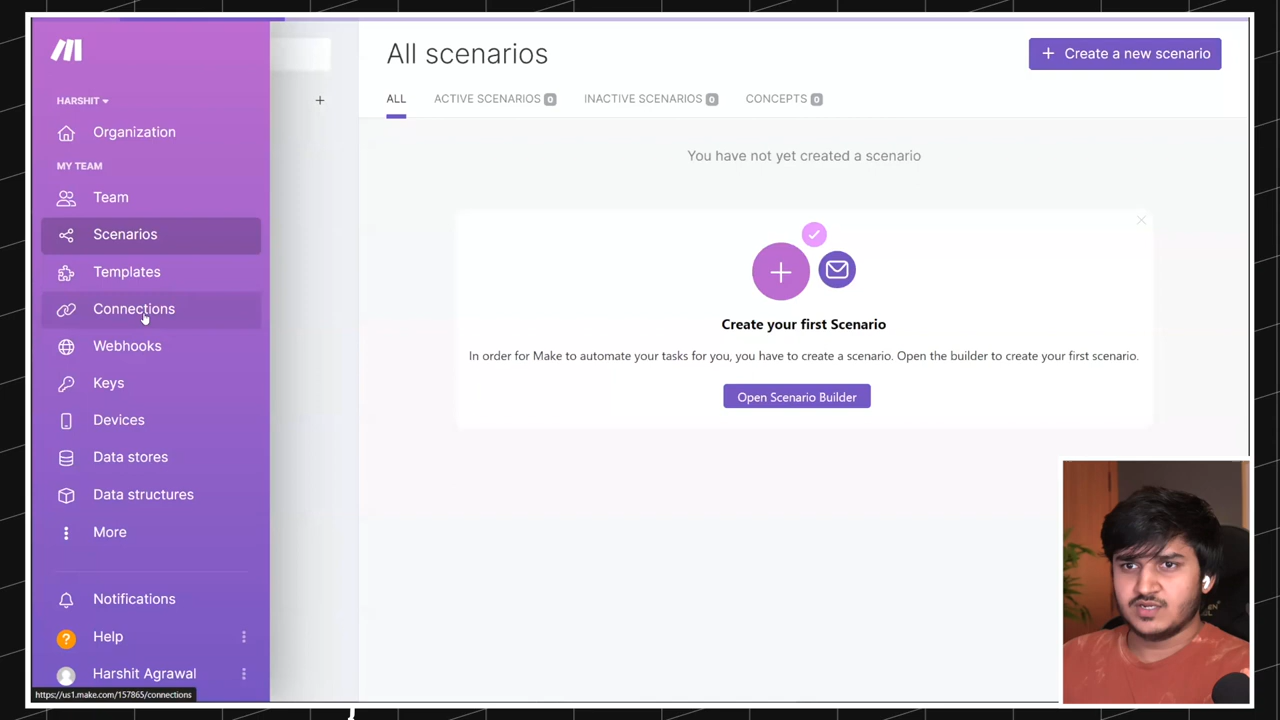 HARSHIT
Organization
MY TEAM
Team
Scenarios
Templates
Connections
Webhooks
Keys
Devices
Data stores
Data structures
More
Notifications
? Help
Harshit Agrawal
https://us1.make.com/157865/connections
All scenarios
+ Create a new scenario
ALL ACTIVE SCENARIOS 0 INACTIVE SCENARIOS 0 CONCEPTS 0
You have not yet created a scenario
Create your first Scenario
In order for Make to automate your tasks for you, you have to create a scenario. Open the builder to create your first scenario.
Open Scenario Builder